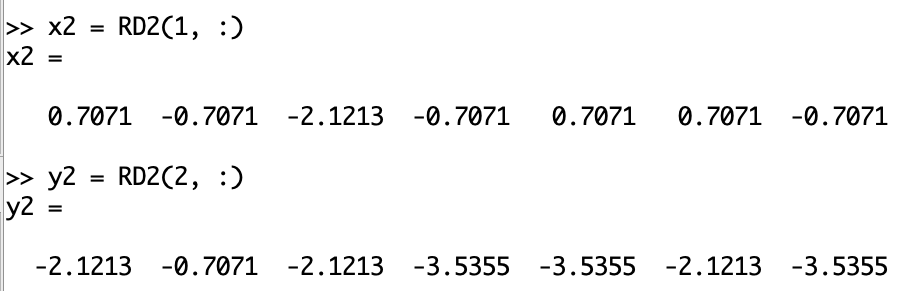 >> x2 = RD2(1, :)
x2 =
0.7071 -0.7071 -2.1213 -0.7071 0.7071 0.7071 -0.7071
>> y2 = RD2(2, :)
y2 =
-2.1213 -0.7071 -2.1213 -3.5355 -3.5355 -2.1213 -3.5355